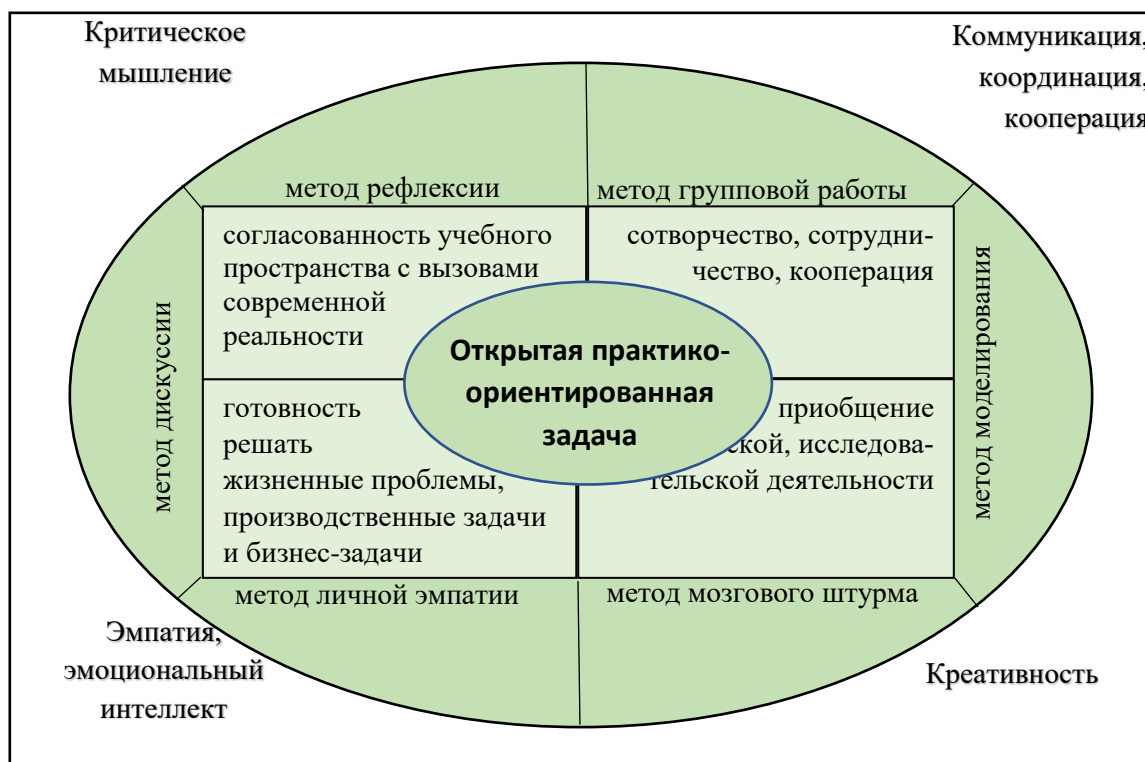 Критическое
мышление
Коммуникация,
координация,
кооперация
метод рефлексии
метод групповой работы
согласованность учебного
пространства с вызовами
современной
реальности
сотворчество, сотрудни-
чество, кооперация
метод дискуссии
метод моделирования
Открытая практико-
ориентированная
задача
готовность
решать
жизненные проблемы,
производственные задачи
и бизнес-задачи
приобщение
исследова-
тельской деятельности
метод личной эмпатии
метод мозгового штурма
Эмпатия,
эмоциональный
интеллект
Креативность